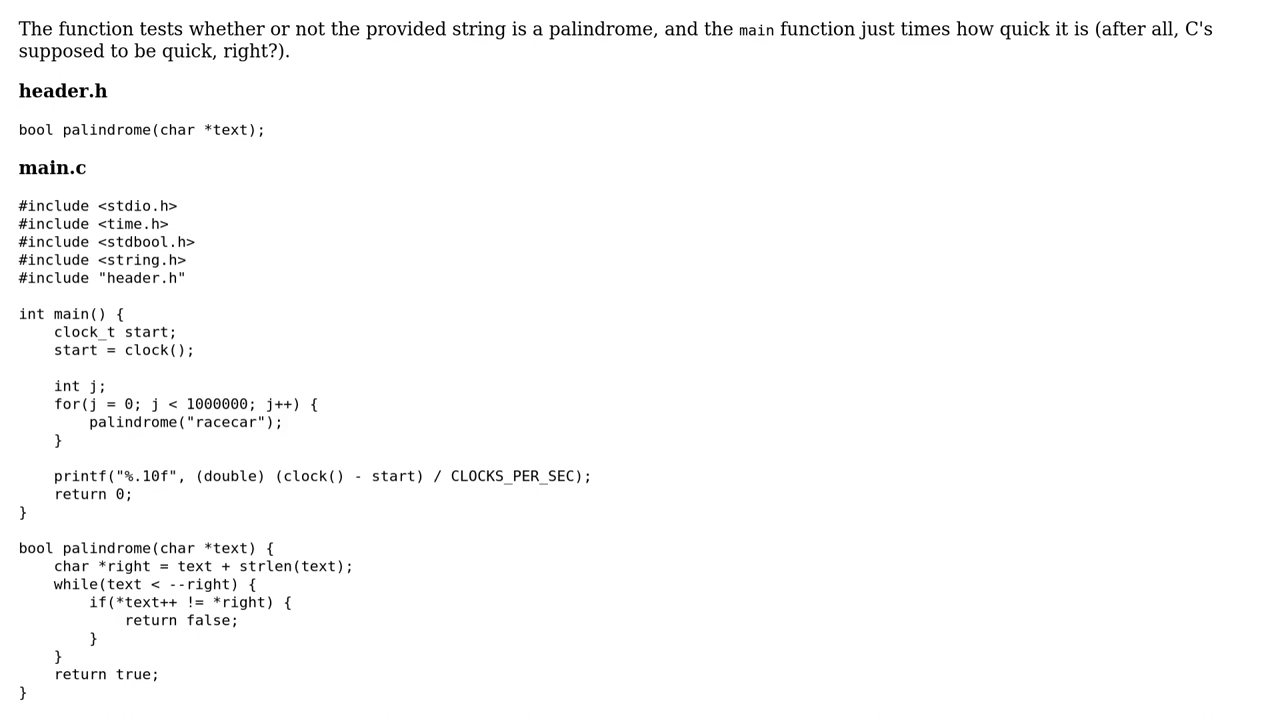 The function tests whether or not the provided string is a palindrome, and the main function just times how quick it is (after all, C's
supposed to be quick, right?).
header.h
bool palindrome(char *text);
main.c
#include <stdio.h>
#include <time.h>
#include <stdbool.h>
#include <string.h>
#include "header.h"
int main() {
    clock_t start;
    start = clock();
    int j;
    for(j = 0; j < 1000000; j++) {
        palindrome("racecar");
    }
    printf("%.10f", (double) (clock() - start) / CLOCKS_PER_SEC);
    return 0;
}
bool palindrome(char *text) {
    char *right = text + strlen(text);
    while(text < --right) {
        if(*text++ != *right) {
            return false;
        }
    }
    return true;
}